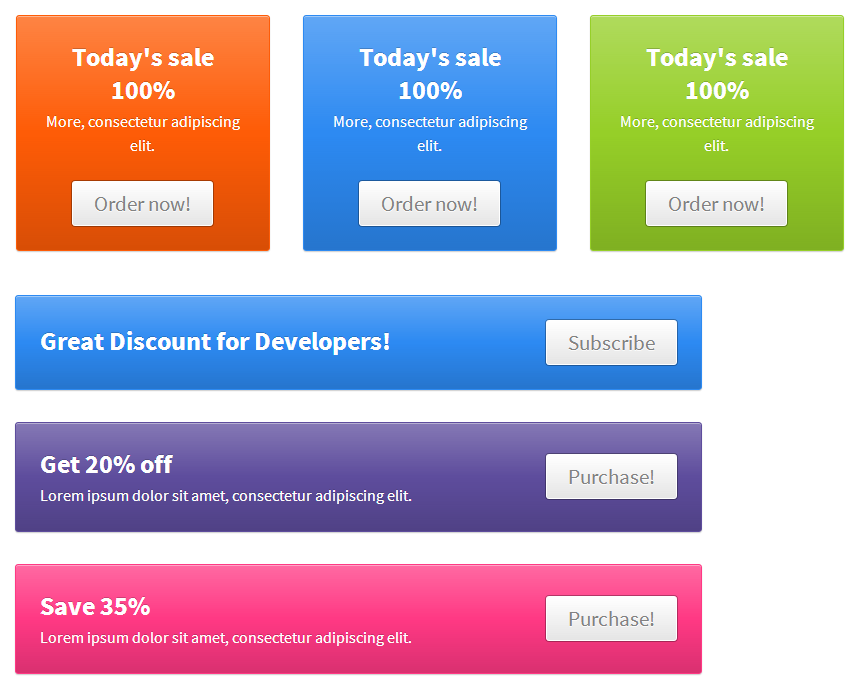 Today's sale
100%
More, consectetur adipiscing
elit.
Order now!
Today's sale
100%
More, consectetur adipiscing
elit.
Order now!
Today's sale
100%
More, consectetur adipiscing
elit.
Order now!
Great Discount for Developers!
Subscribe
Get 20% off
Lorem ipsum dolor sit amet, consectetur adipiscing elit.
Purchase!
Save 35%
Lorem ipsum dolor sit amet, consectetur adipiscing elit.
Purchase!